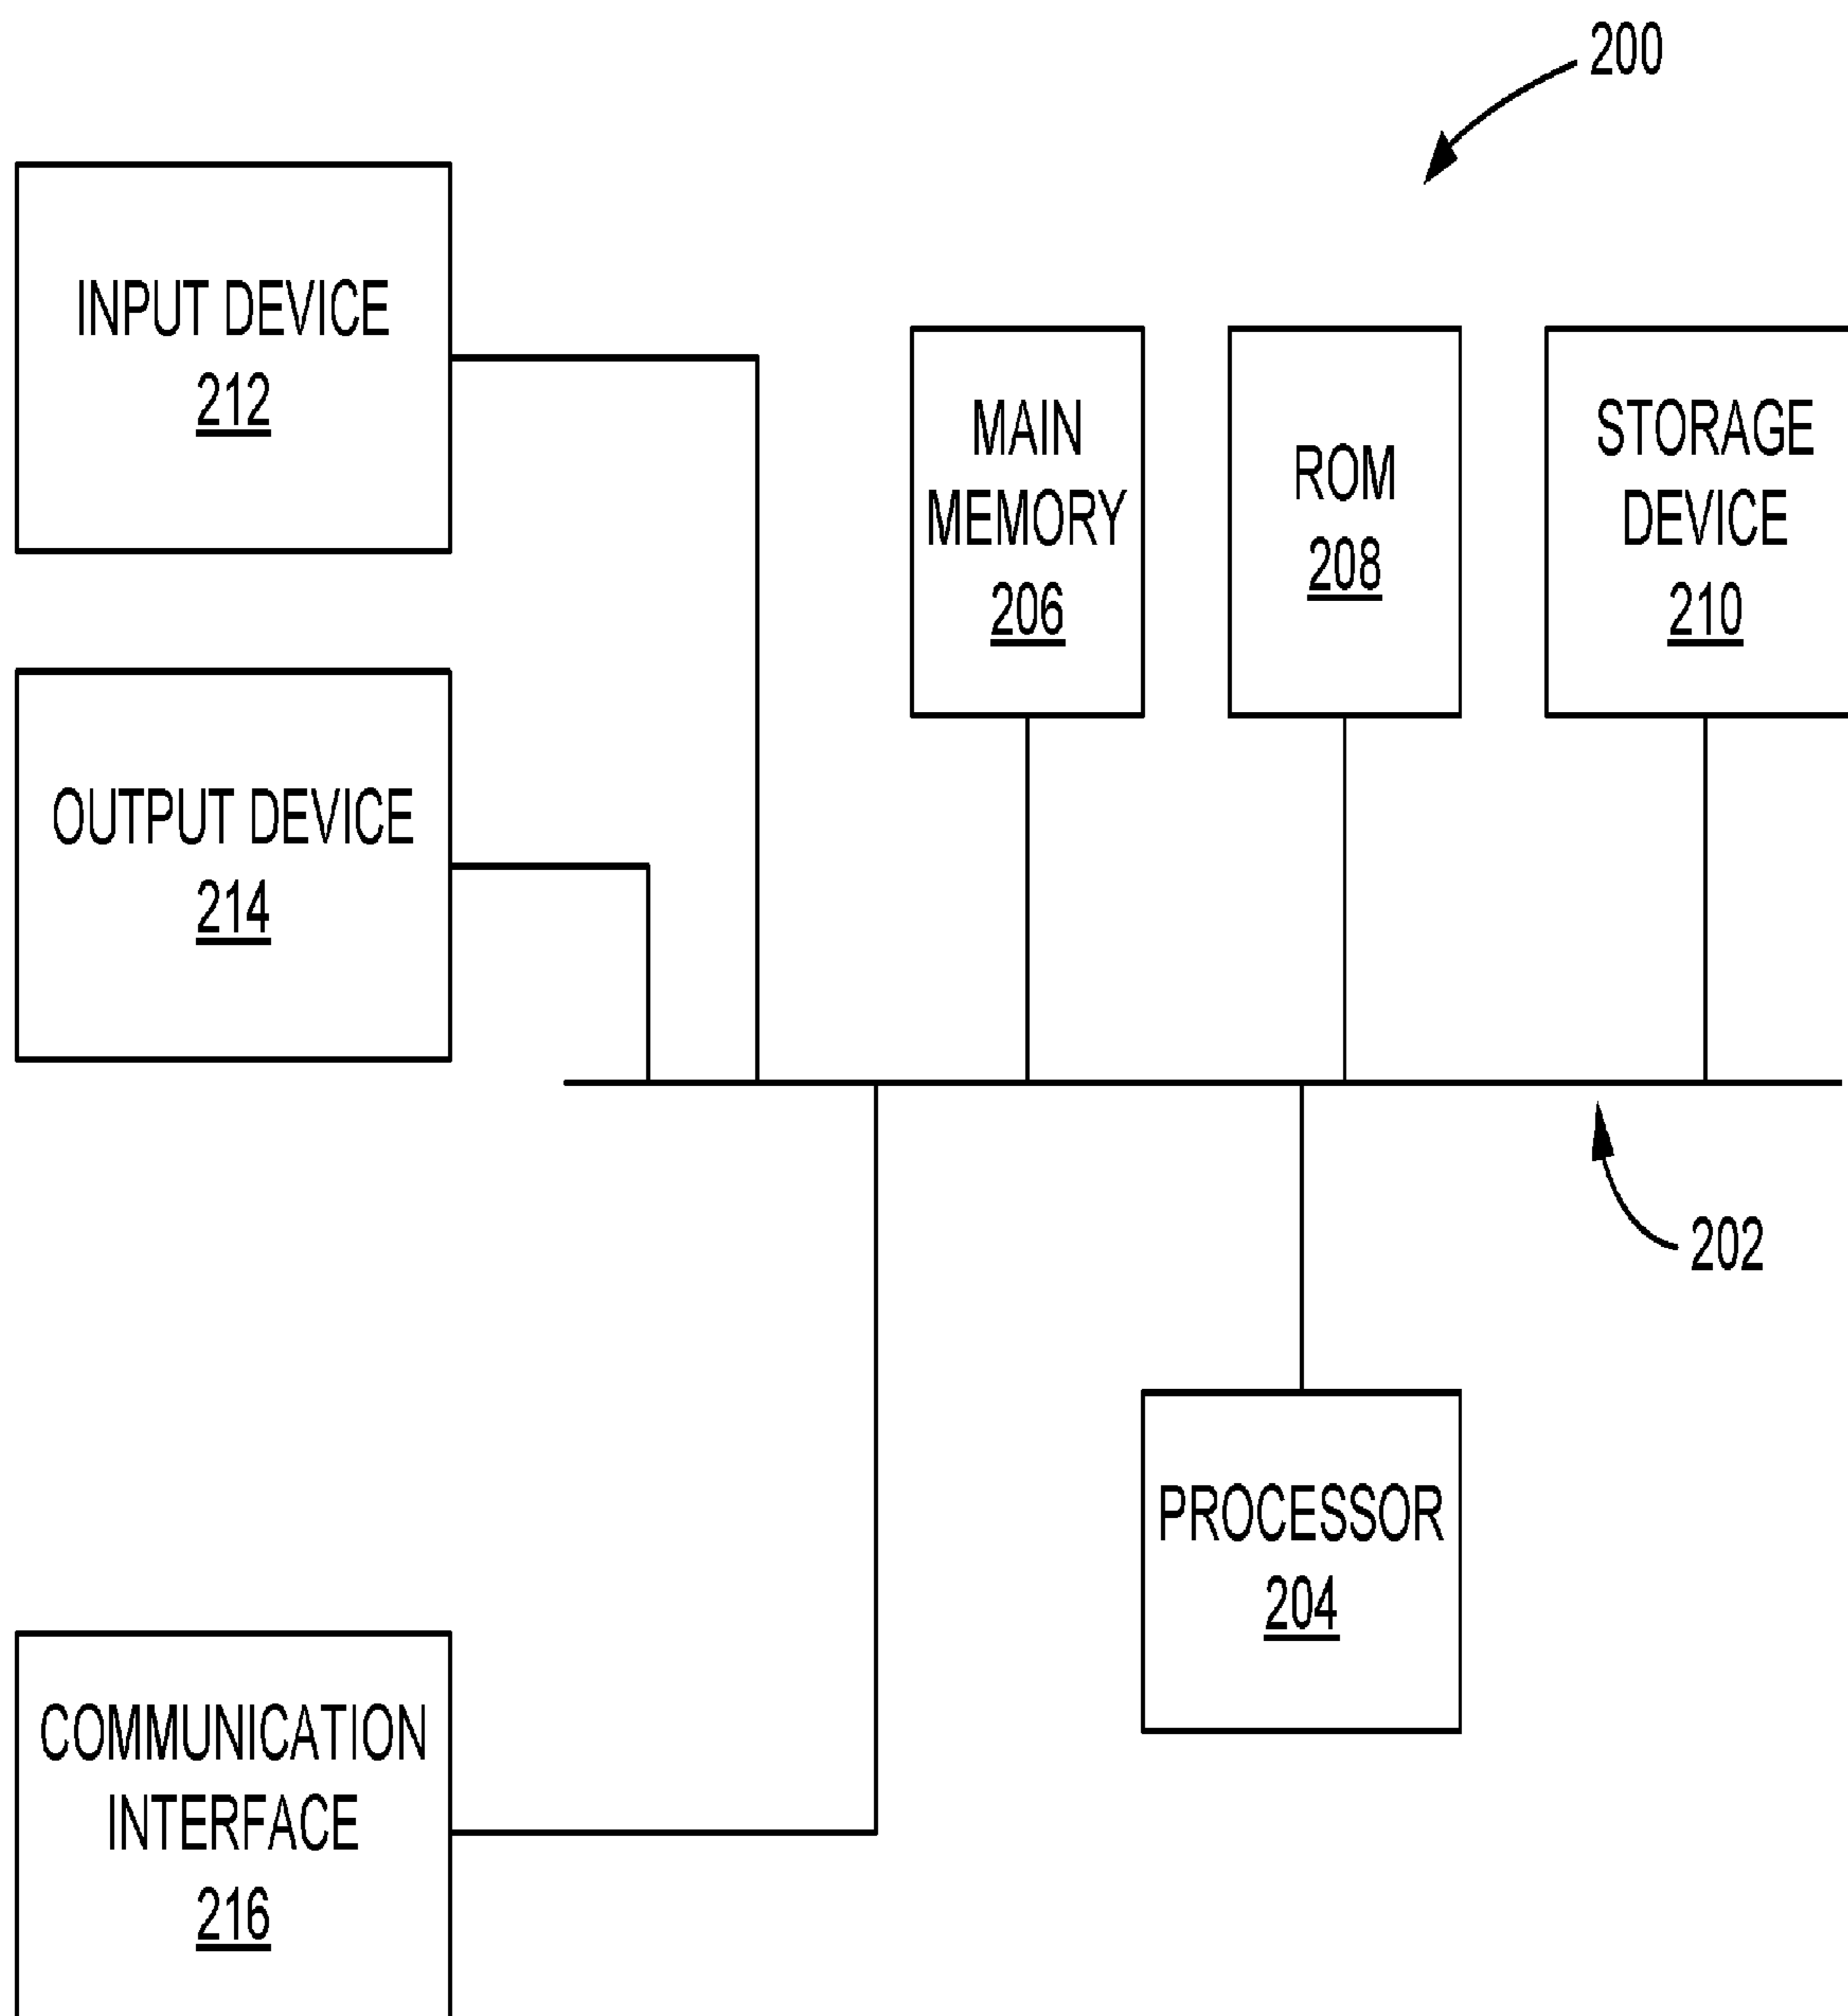 200
INPUT DEVICE
212
MAIN
MEMORY
206
ROM
208
STORAGE
DEVICE
210
OUTPUT DEVICE
214
202
PROCESSOR
204
COMMUNICATION
INTERFACE
216